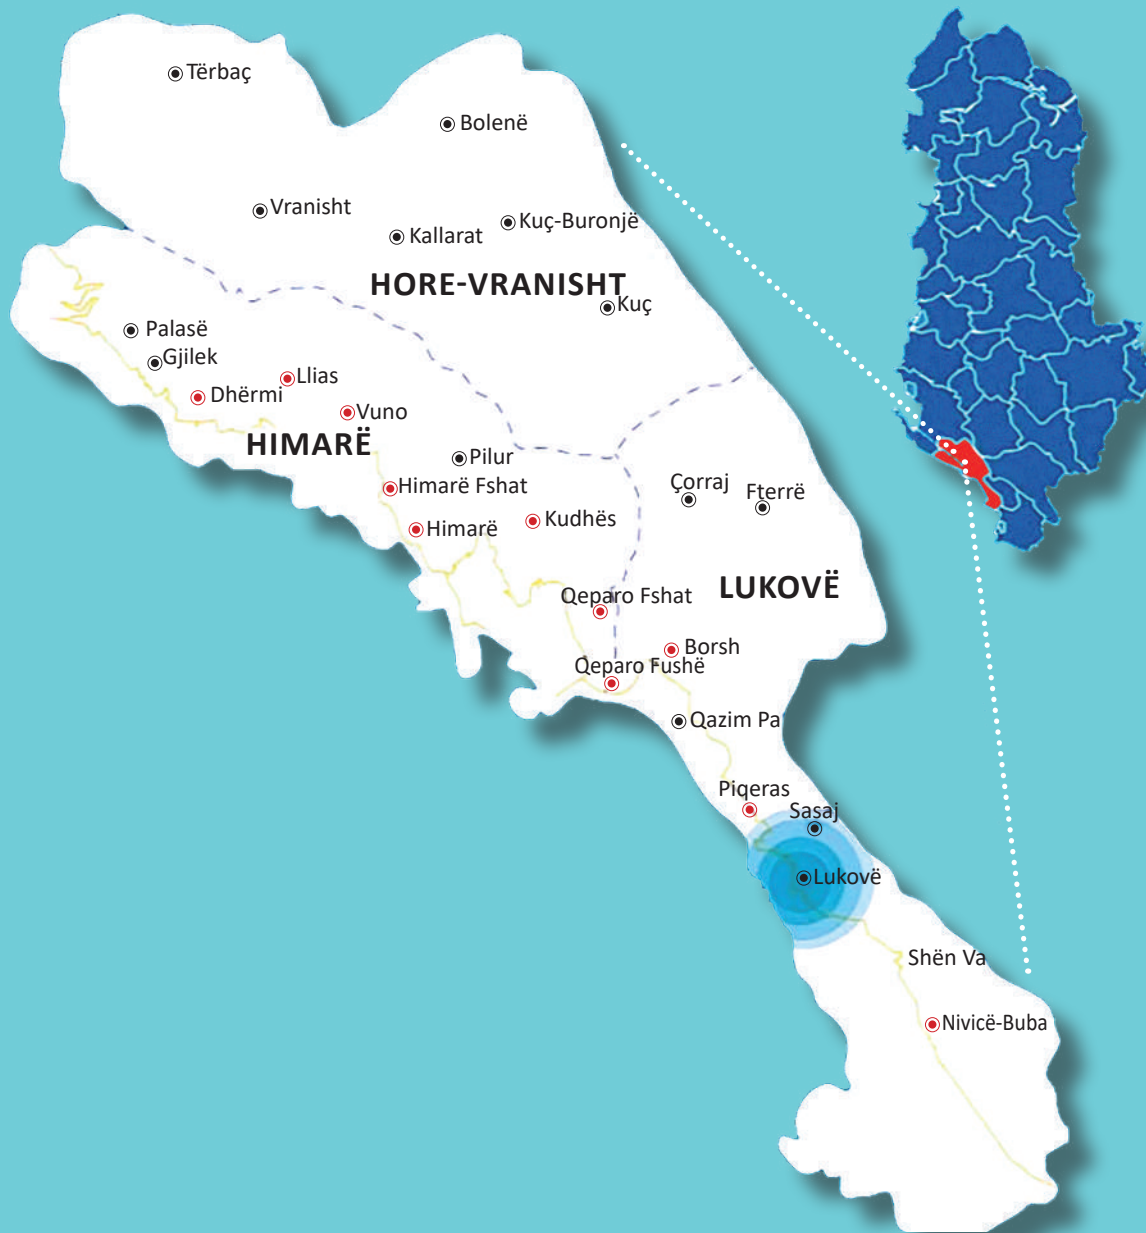 Tërbaç
Bolenë
Vranisht
Kallarat
Kuç-Buronjë
HORE-VRANISHT
Kuç
Palasë
Gjilek
Llias
Dhërmi
Vuno
HIMARË
Pilur
Himarë Fshat
Çorraj
Fterrë
Himarë
Kudhës
LUKOVË
Qeparo Fshat
Borsh
Qeparo Fushë
Qazim Pa
Piqeras
Sasaj
Lukovë
Shën Va
Nivicë-Buba